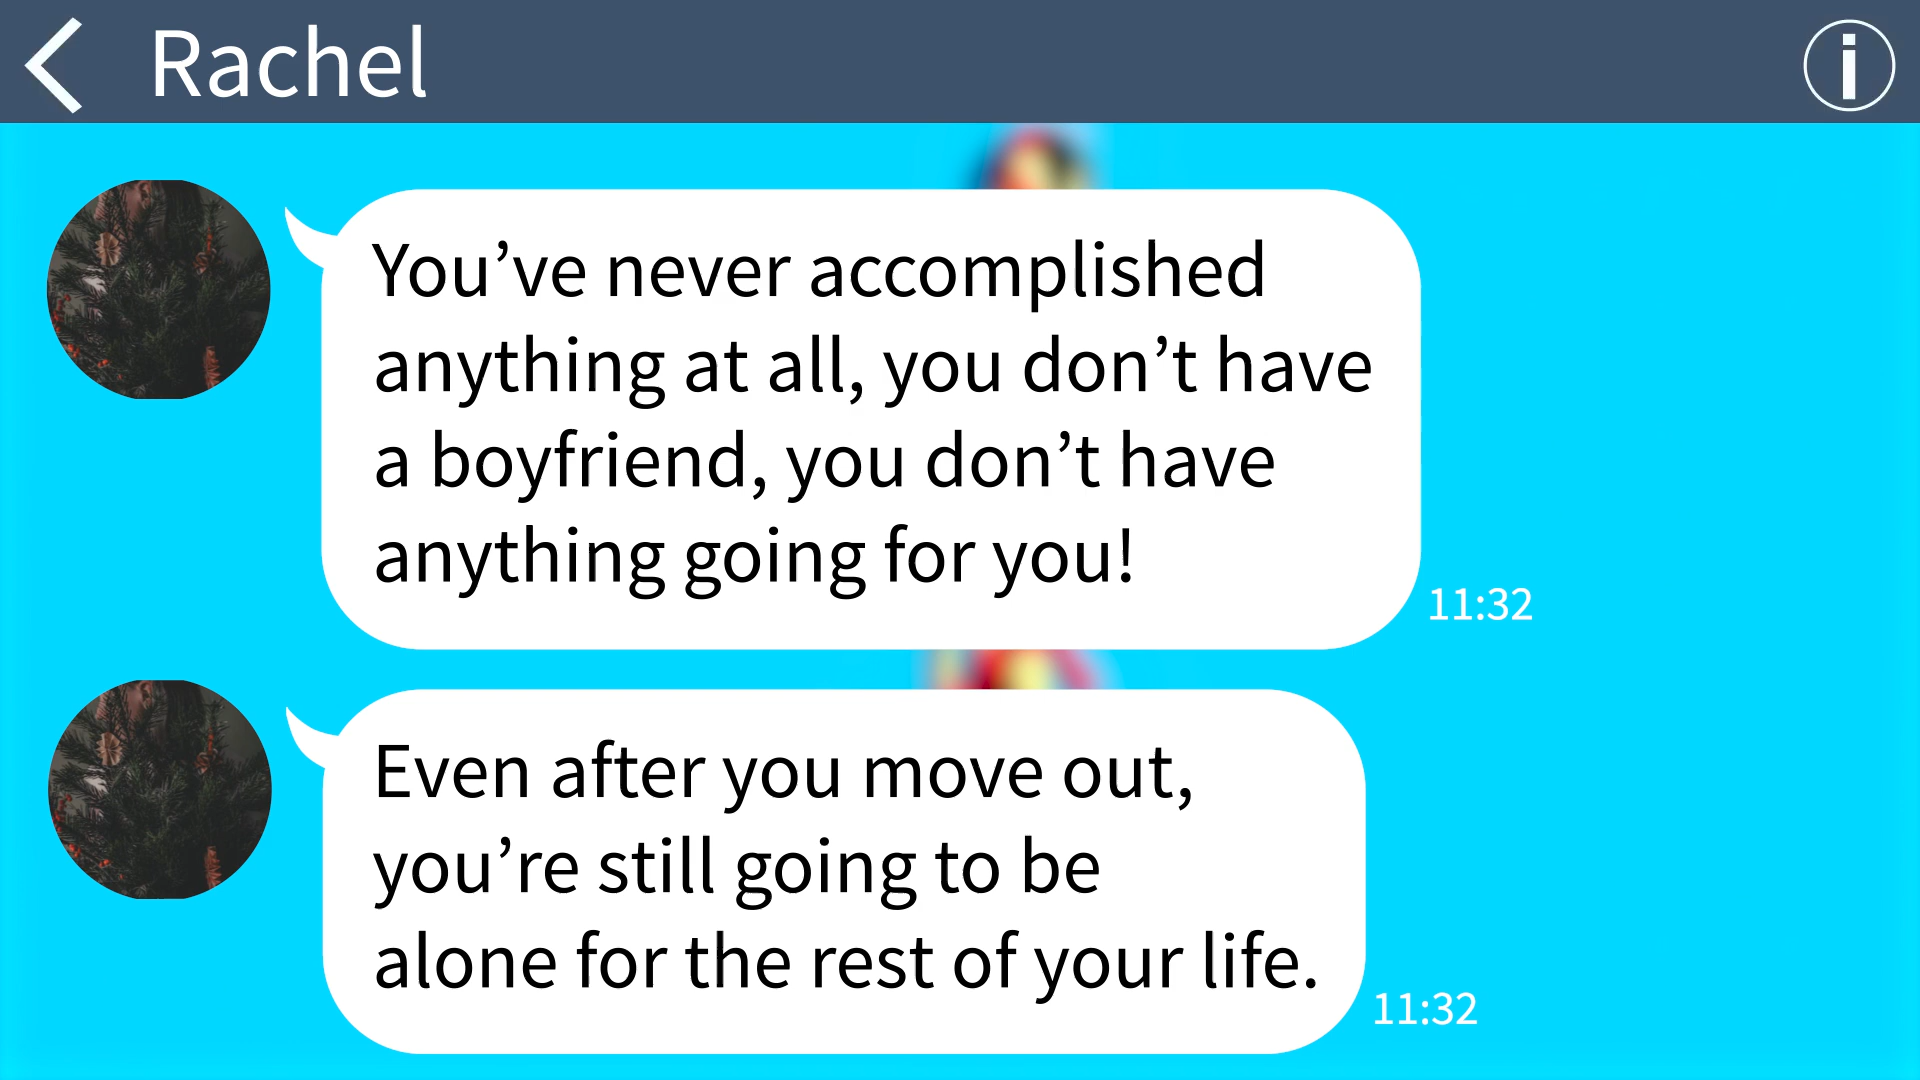 Rachel
You’ve never accomplished
anything at all, you don’t have
a boyfriend, you don’t have
anything going for you!
11:32
Even after you move out,
you’re still going to be
alone for the rest of your life.
11:32